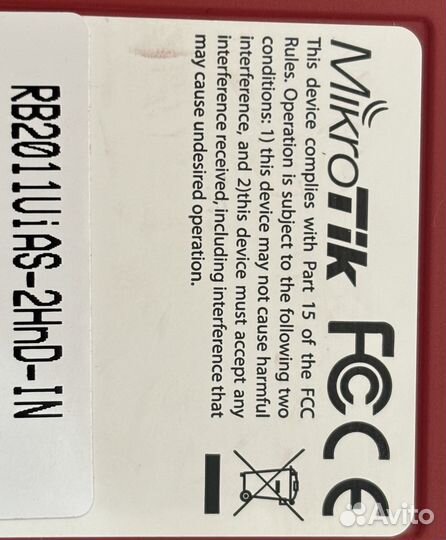 MikroTik FC CE
This device complies with Part 15 of the FCC
Rules. Operation is subject to the following two
conditions: 1) this device may not cause harmful
interference, and 2)this device must accept any
interference received, including interference that
may cause undesired operation.
RB2011UiAS-2HnD-IN
Avito